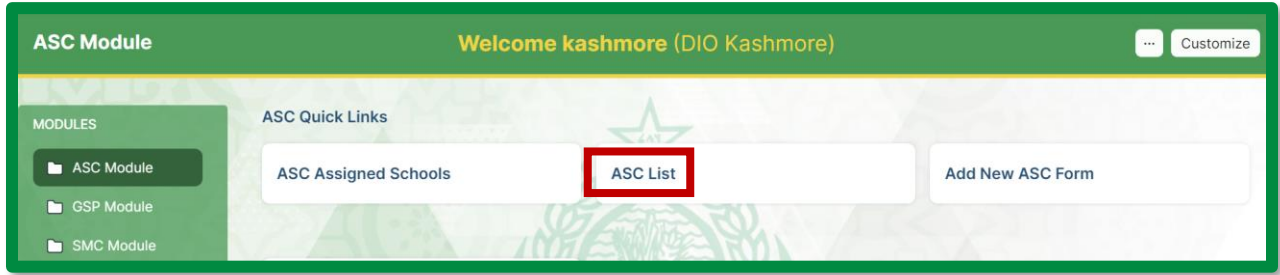 ASC Module
Welcome kashmore (DIO Kashmore)
... Customize
MODULES
ASC Module
GSP Module
SMC Module
ASC Quick Links
ASC Assigned Schools
ASC List
Add New ASC Form